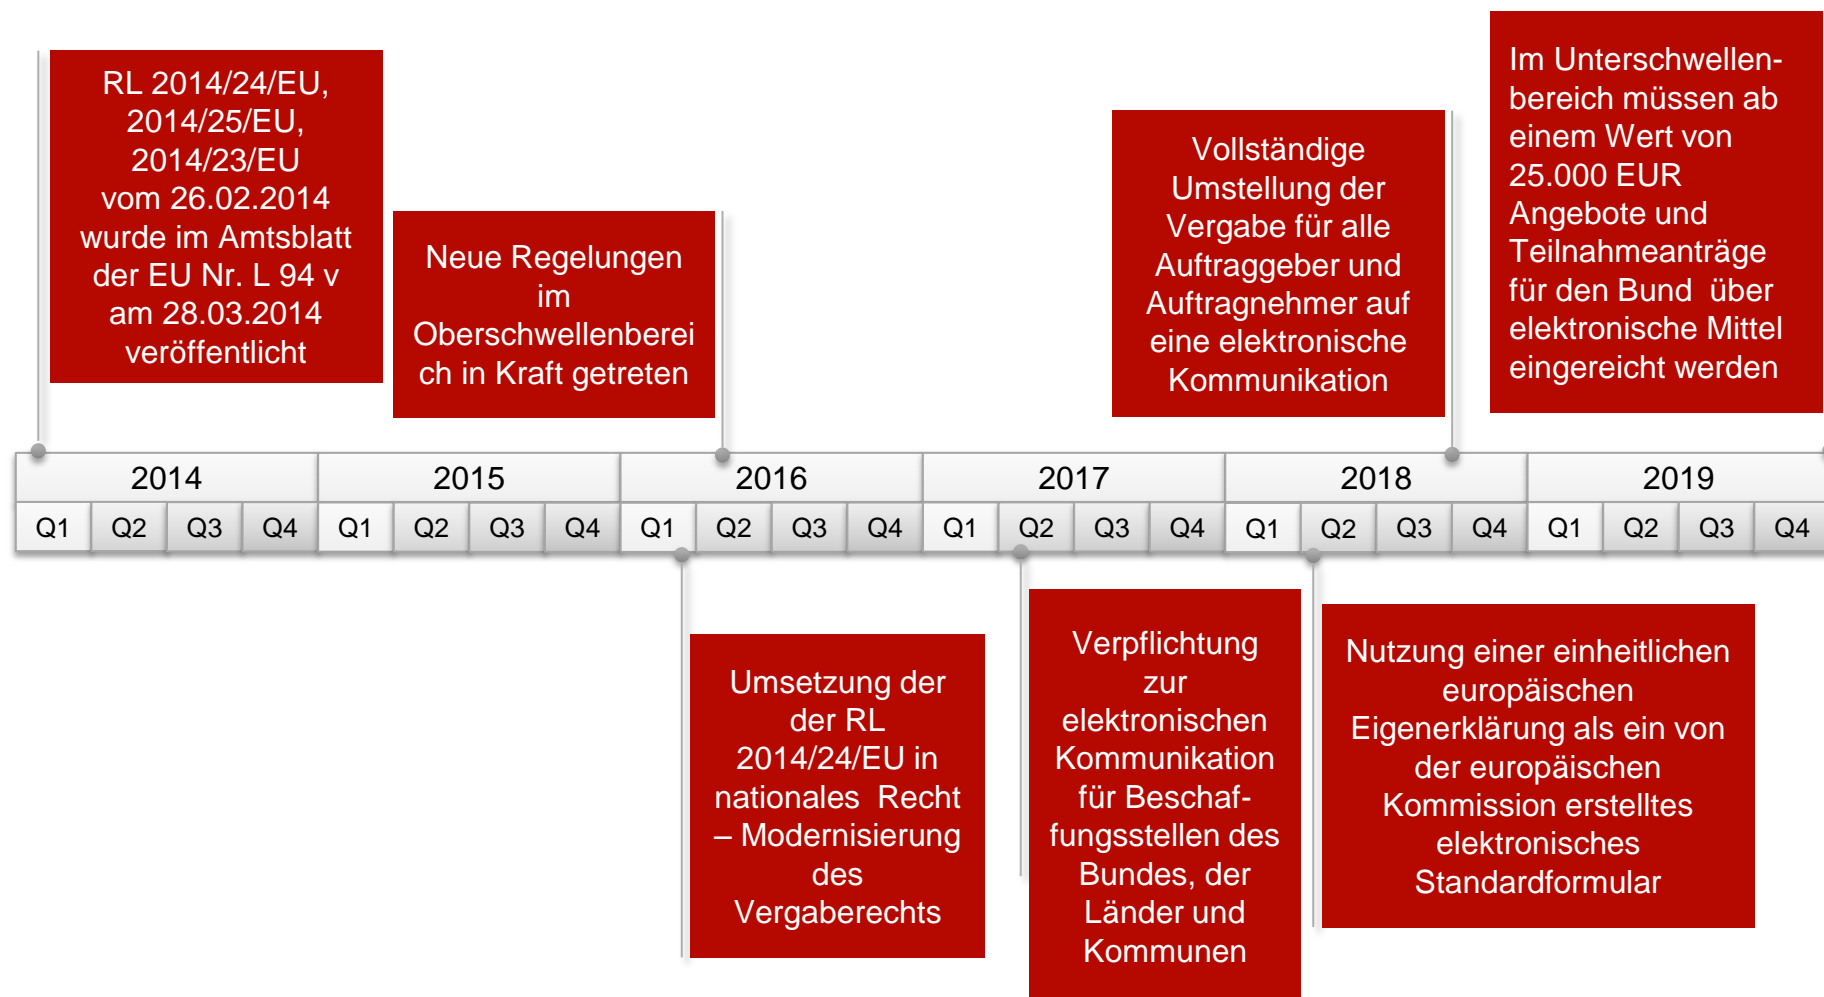 RL 2014/24/EU,
2014/25/EU,
2014/23/EU
vom 26.02.2014
wurde im Amtsblatt
der EU Nr. L 94 v
am 28.03.2014
veröffentlicht
Neue Regelungen
im
Oberschwellenberei
ch in Kraft getreten
Vollständige
Umstellung der
Vergabe für alle
Auftraggeber und
Auftragnehmer auf
eine elektronische
Kommunikation
Im Unterschwellen-
bereich müssen ab
einem Wert von
25.000 EUR
Angebote und
Teilnahmeanträge
für den Bund  über
elektronische Mittel
eingereicht werden
2014 2015 2016 2017 2018 2019
Q1 Q2 Q3 Q4 Q1 Q2 Q3 Q4 Q1 Q2 Q3 Q4 Q1 Q2 Q3 Q4 Q1 Q2 Q3 Q4 Q1 Q2 Q3 Q4
Umsetzung der
der RL
2014/24/EU in
nationales  Recht
– Modernisierung
des
Vergaberechts
Verpflichtung
zur
elektronischen
Kommunikation
für Beschaf-
fungsstellen des
Bundes, der
Länder und
Kommunen
Nutzung einer einheitlichen
europäischen
Eigenerklärung als ein von
der europäischen
Kommission erstelltes
elektronisches
Standardformular